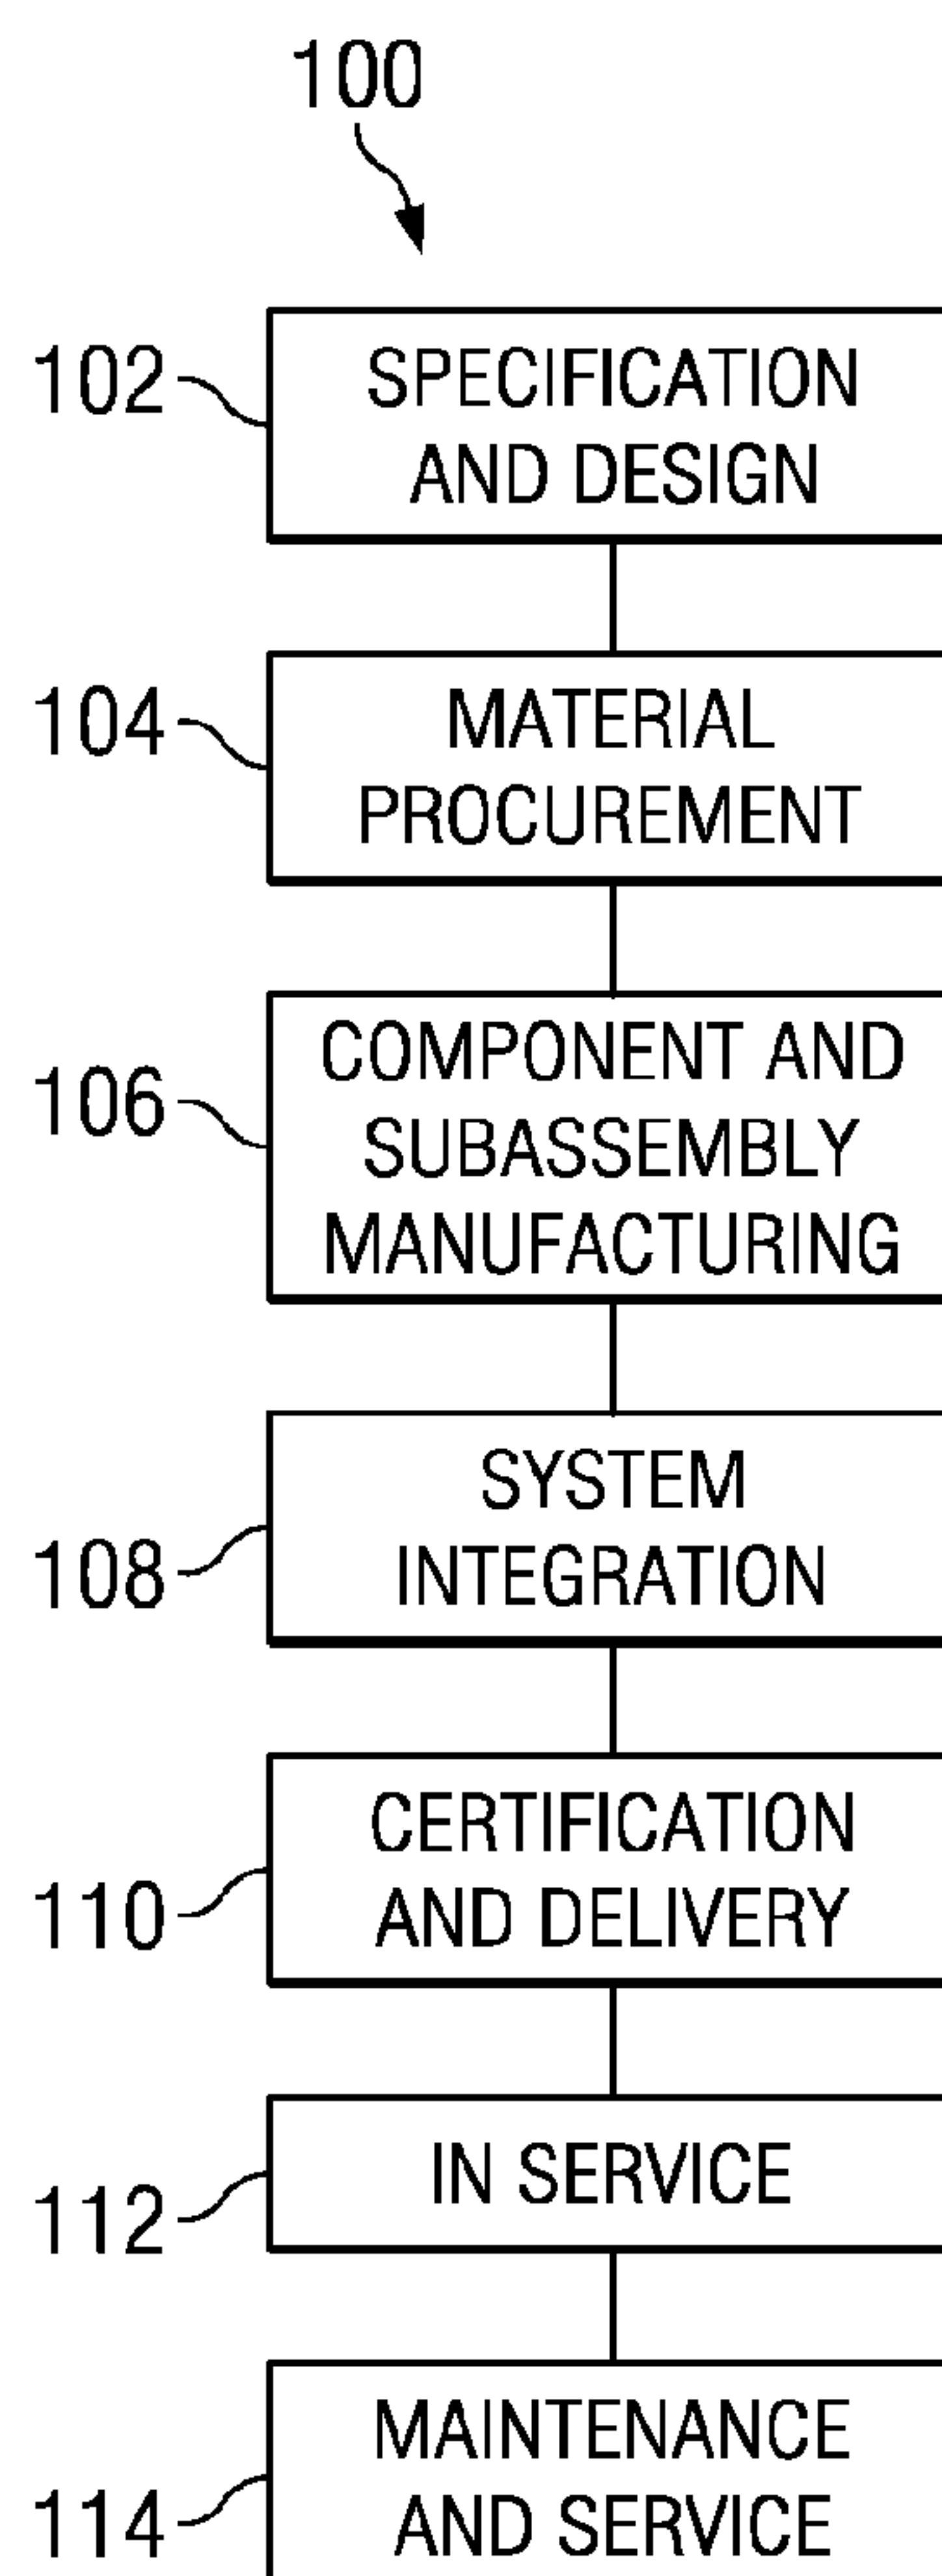 100
102
SPECIFICATION
AND DESIGN
104
MATERIAL
PROCUREMENT
106
COMPONENT AND
SUBASSEMBLY
MANUFACTURING
108
SYSTEM
INTEGRATION
110
CERTIFICATION
AND DELIVERY
112
IN SERVICE
114
MAINTENANCE
AND SERVICE